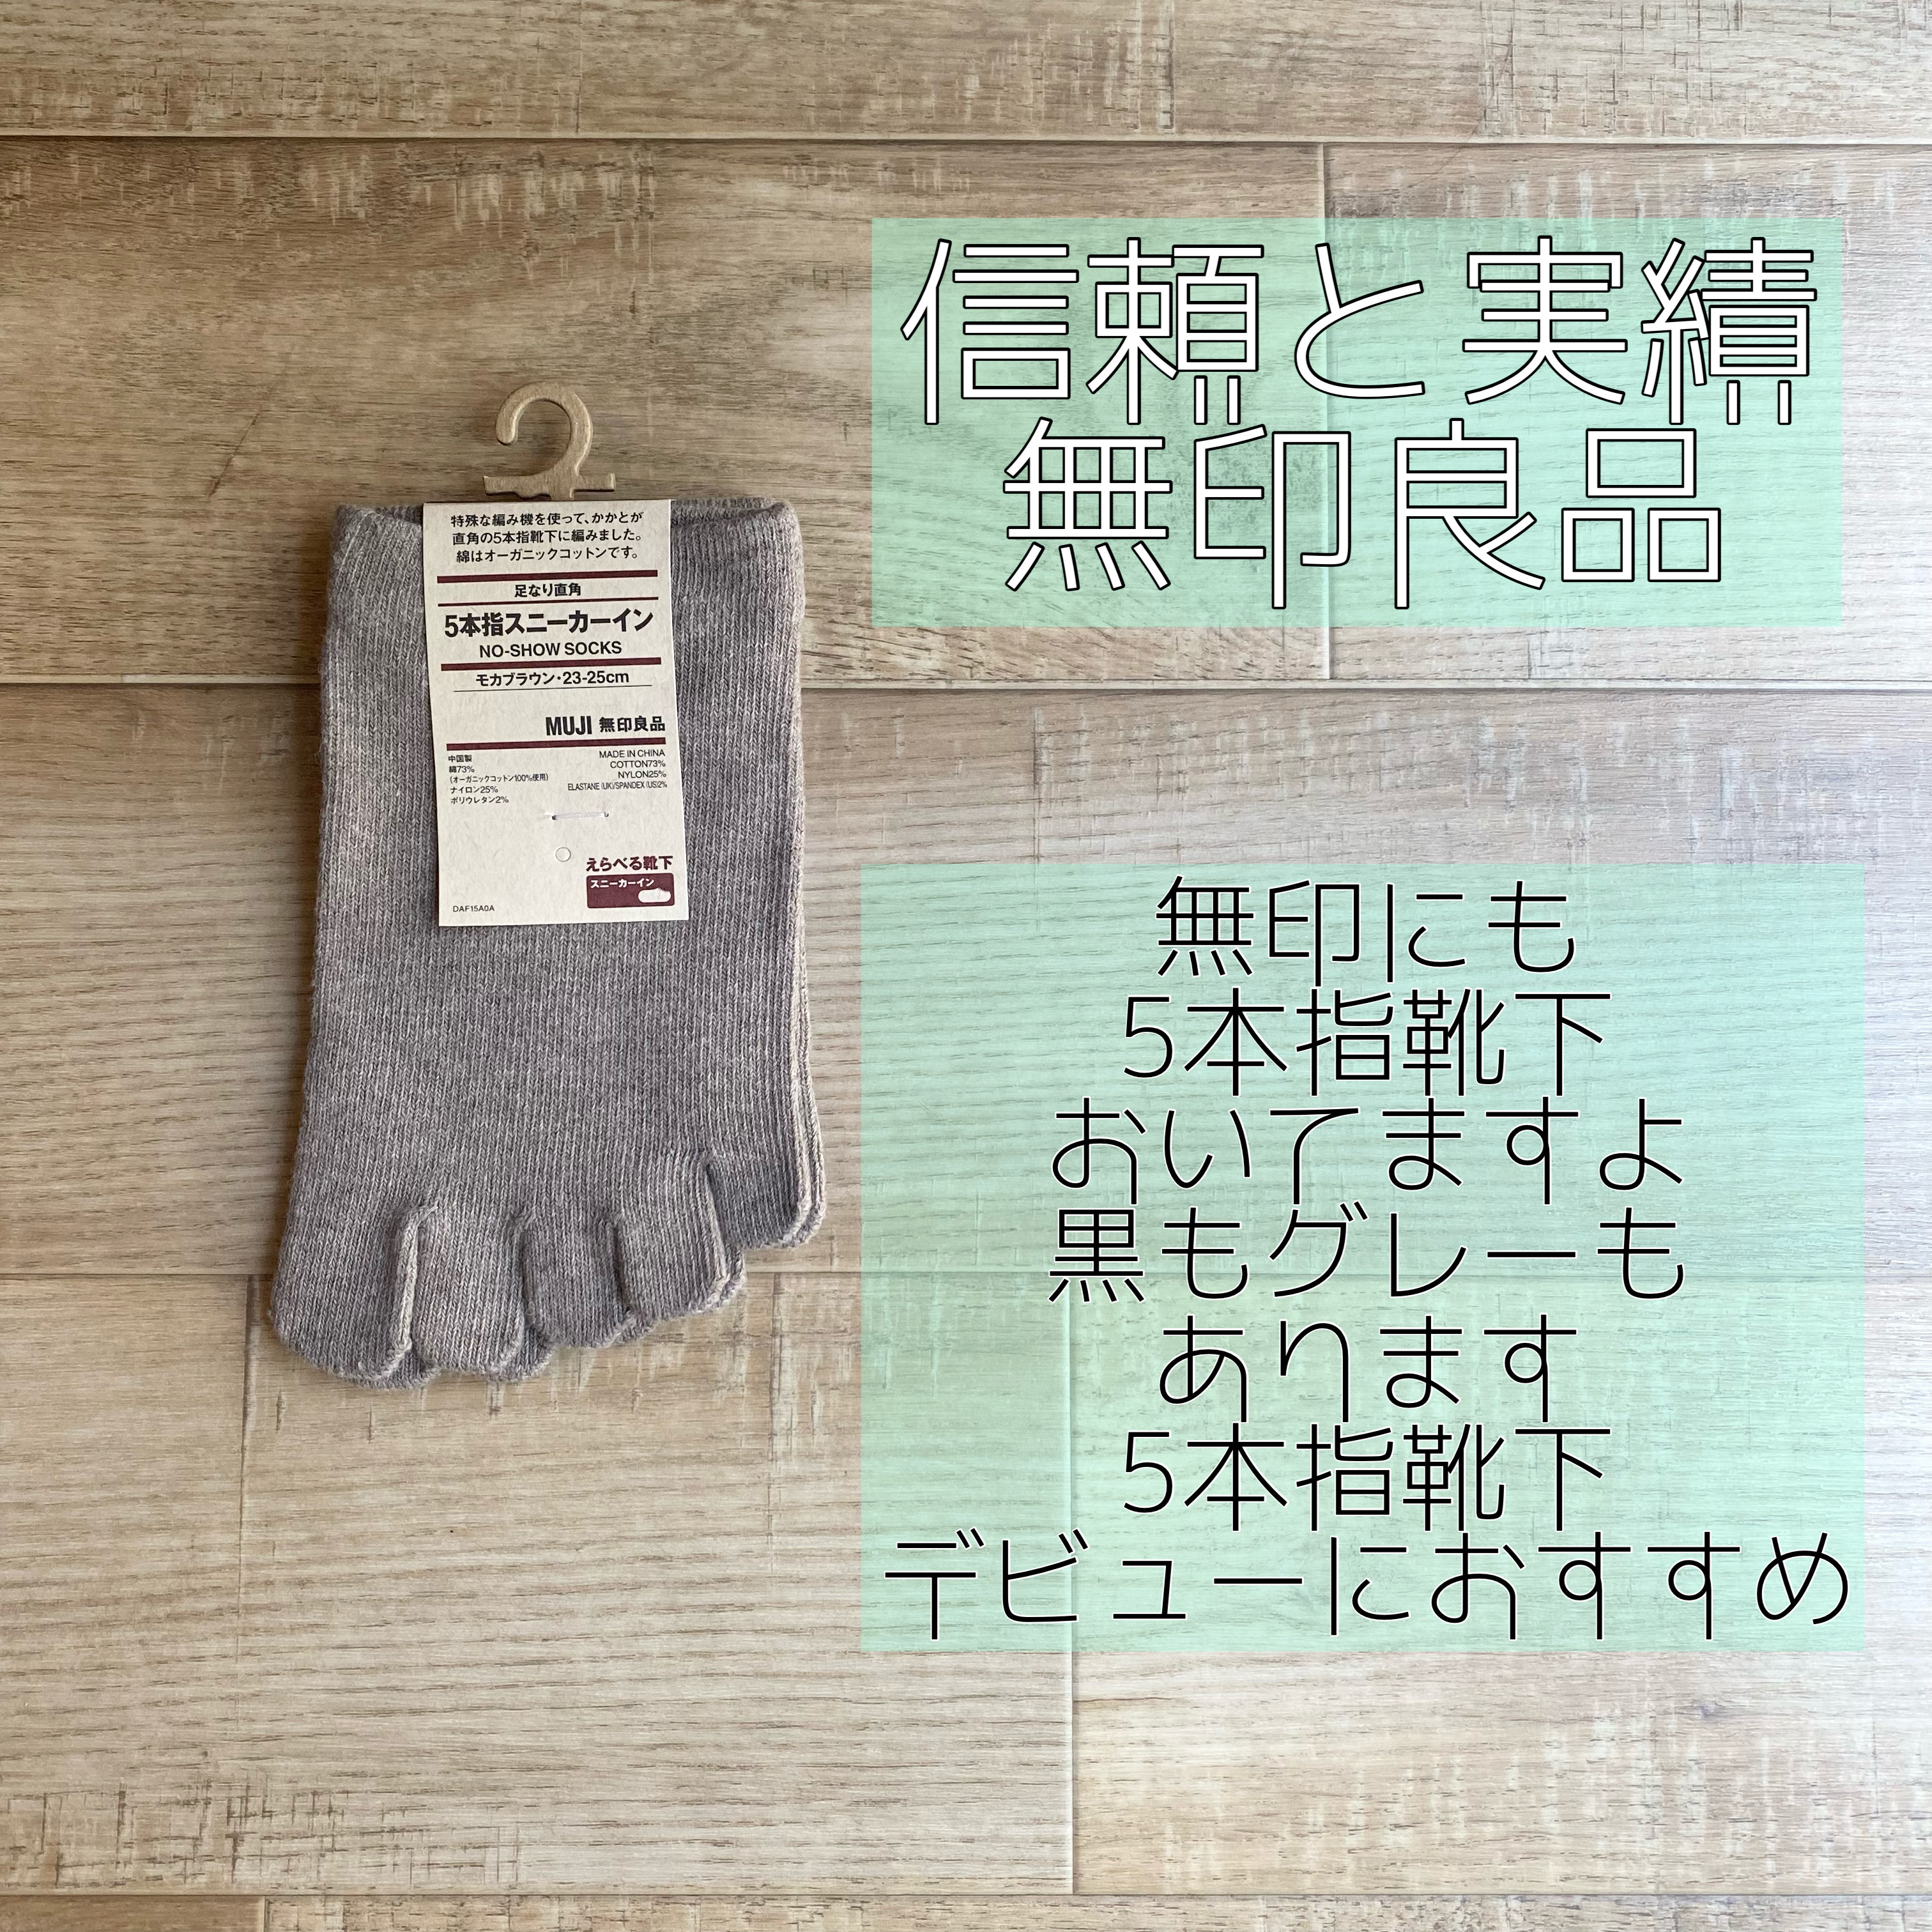 信頼と実績
無印良品
特殊な編み機を使って、かかとが
直角の5本指靴下に編みました。
綿はオーガニックコットンです。
足なり直角
5本指スニーカーイン
NO-SHOW SOCKS
モカブラウン・23-25cm
MUJI 無印良品
中国製
綿73%
(オーガニックコットン100%使用)
ナイロン25%
ポリウレタン2%
MADE IN CHINA
COTTON73%
NYLON25%
ELASTANE (UK)/SPANDEX (US)2%
えらべる靴下
スニーカーイン
DAF15A0A
無印にも
5本指靴下
おいてますよ
黒もグレーも
あります
5本指靴下
デビューにおすすめ